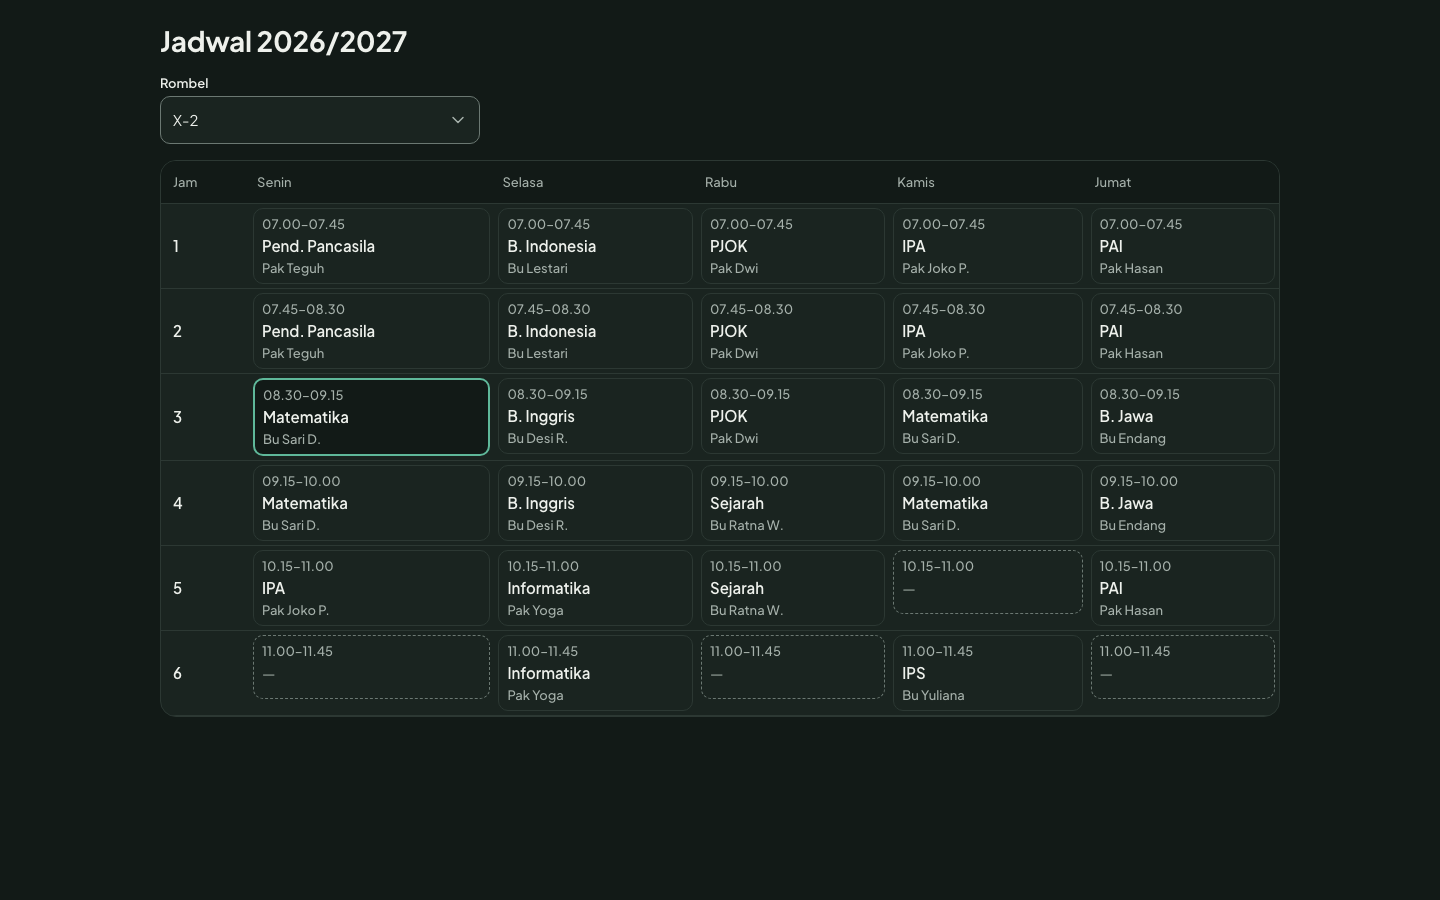 Jadwal 2026/2027
Rombel
X-2
Jam Senin Selasa Rabu Kamis Jumat
07.00–07.45 07.00–07.45 07.00–07.45 07.00–07.45 07.00–07.45
1 Pend. Pancasila B. Indonesia PJOK IPA PAI
Pak Teguh Bu Lestari Pak Dwi Pak Joko P. Pak Hasan
07.45–08.30 07.45–08.30 07.45–08.30 07.45–08.30 07.45–08.30
2 Pend. Pancasila B. Indonesia PJOK IPA PAI
Pak Teguh Bu Lestari Pak Dwi Pak Joko P. Pak Hasan
08.30–09.15 08.30–09.15 08.30–09.15 08.30–09.15 08.30–09.15
3 Matematika B. Inggris PJOK Matematika B. Jawa
Bu Sari D. Bu Desi R. Pak Dwi Bu Sari D. Bu Endang
09.15–10.00 09.15–10.00 09.15–10.00 09.15–10.00 09.15–10.00
4 Matematika B. Inggris Sejarah Matematika B. Jawa
Bu Sari D. Bu Desi R. Bu Ratna W. Bu Sari D. Bu Endang
10.15–11.00 10.15–11.00 10.15–11.00 10.15–11.00 10.15–11.00
5 IPA Informatika Sejarah — PAI
Pak Joko P. Pak Yoga Bu Ratna W. Pak Hasan
11.00–11.45 11.00–11.45 11.00–11.45 11.00–11.45 11.00–11.45
6 — Informatika — IPS —
Pak Yoga Bu Yuliana